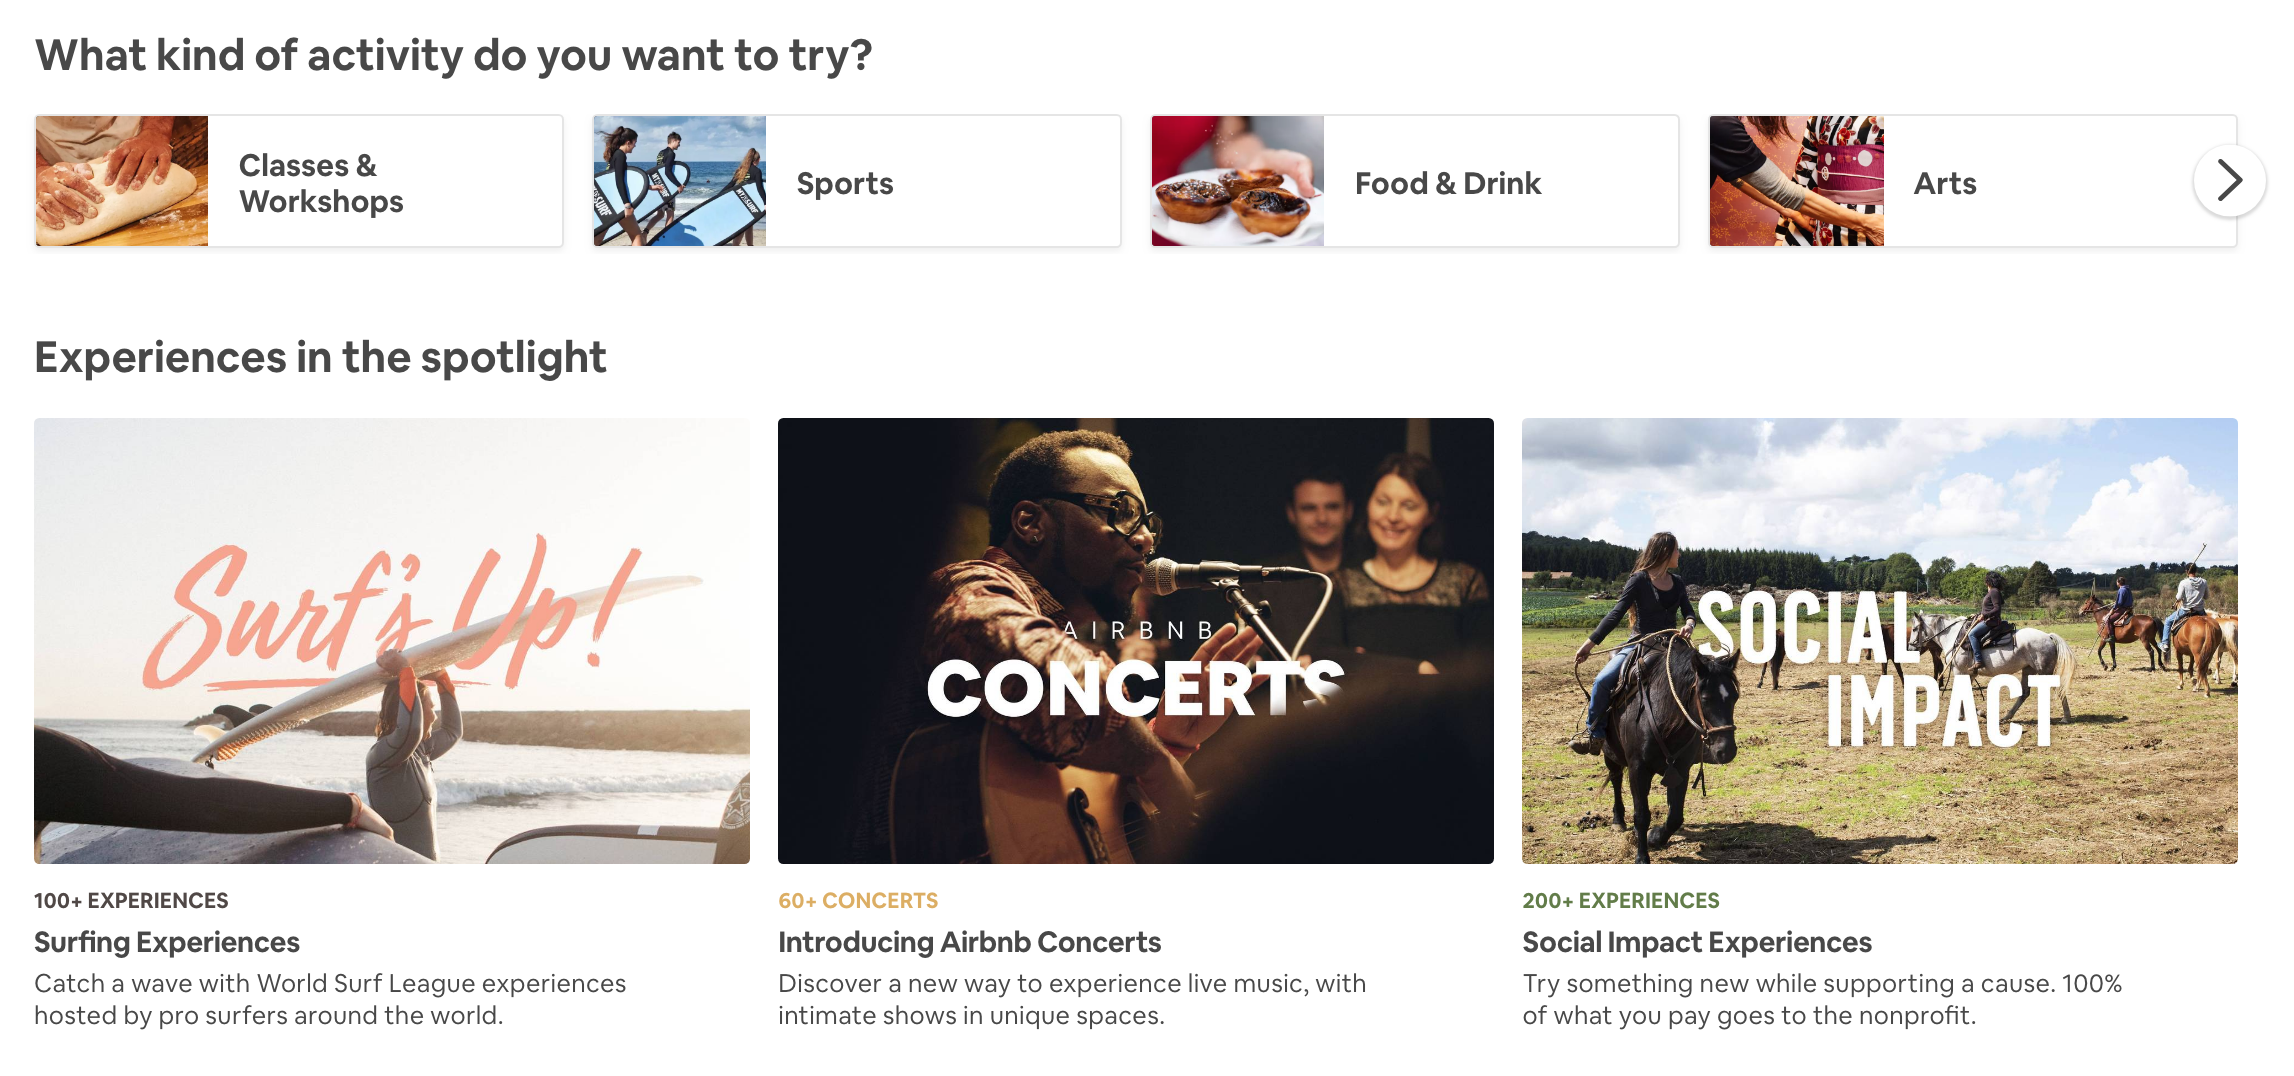 What kind of activity do you want to try?
Classes &
Workshops
Sports
Food & Drink
Arts
Experiences in the spotlight
Surf's Up!
AIRBNB
CONCERTS
SOCIAL
IMPACT
100+ EXPERIENCES
Surfing Experiences
Catch a wave with World Surf League experiences
hosted by pro surfers around the world.
60+ CONCERTS
Introducing Airbnb Concerts
Discover a new way to experience live music, with
intimate shows in unique spaces.
200+ EXPERIENCES
Social Impact Experiences
Try something new while supporting a cause. 100%
of what you pay goes to the nonprofit.